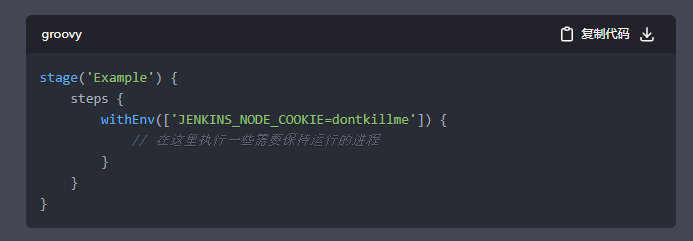 groovy 复制代码
stage('Example') {
    steps {
        withEnv(['JENKINS_NODE_COOKIE=dontkillme']) {
            // 在这里执行一些需要保持运行的进程
        }
    }
}